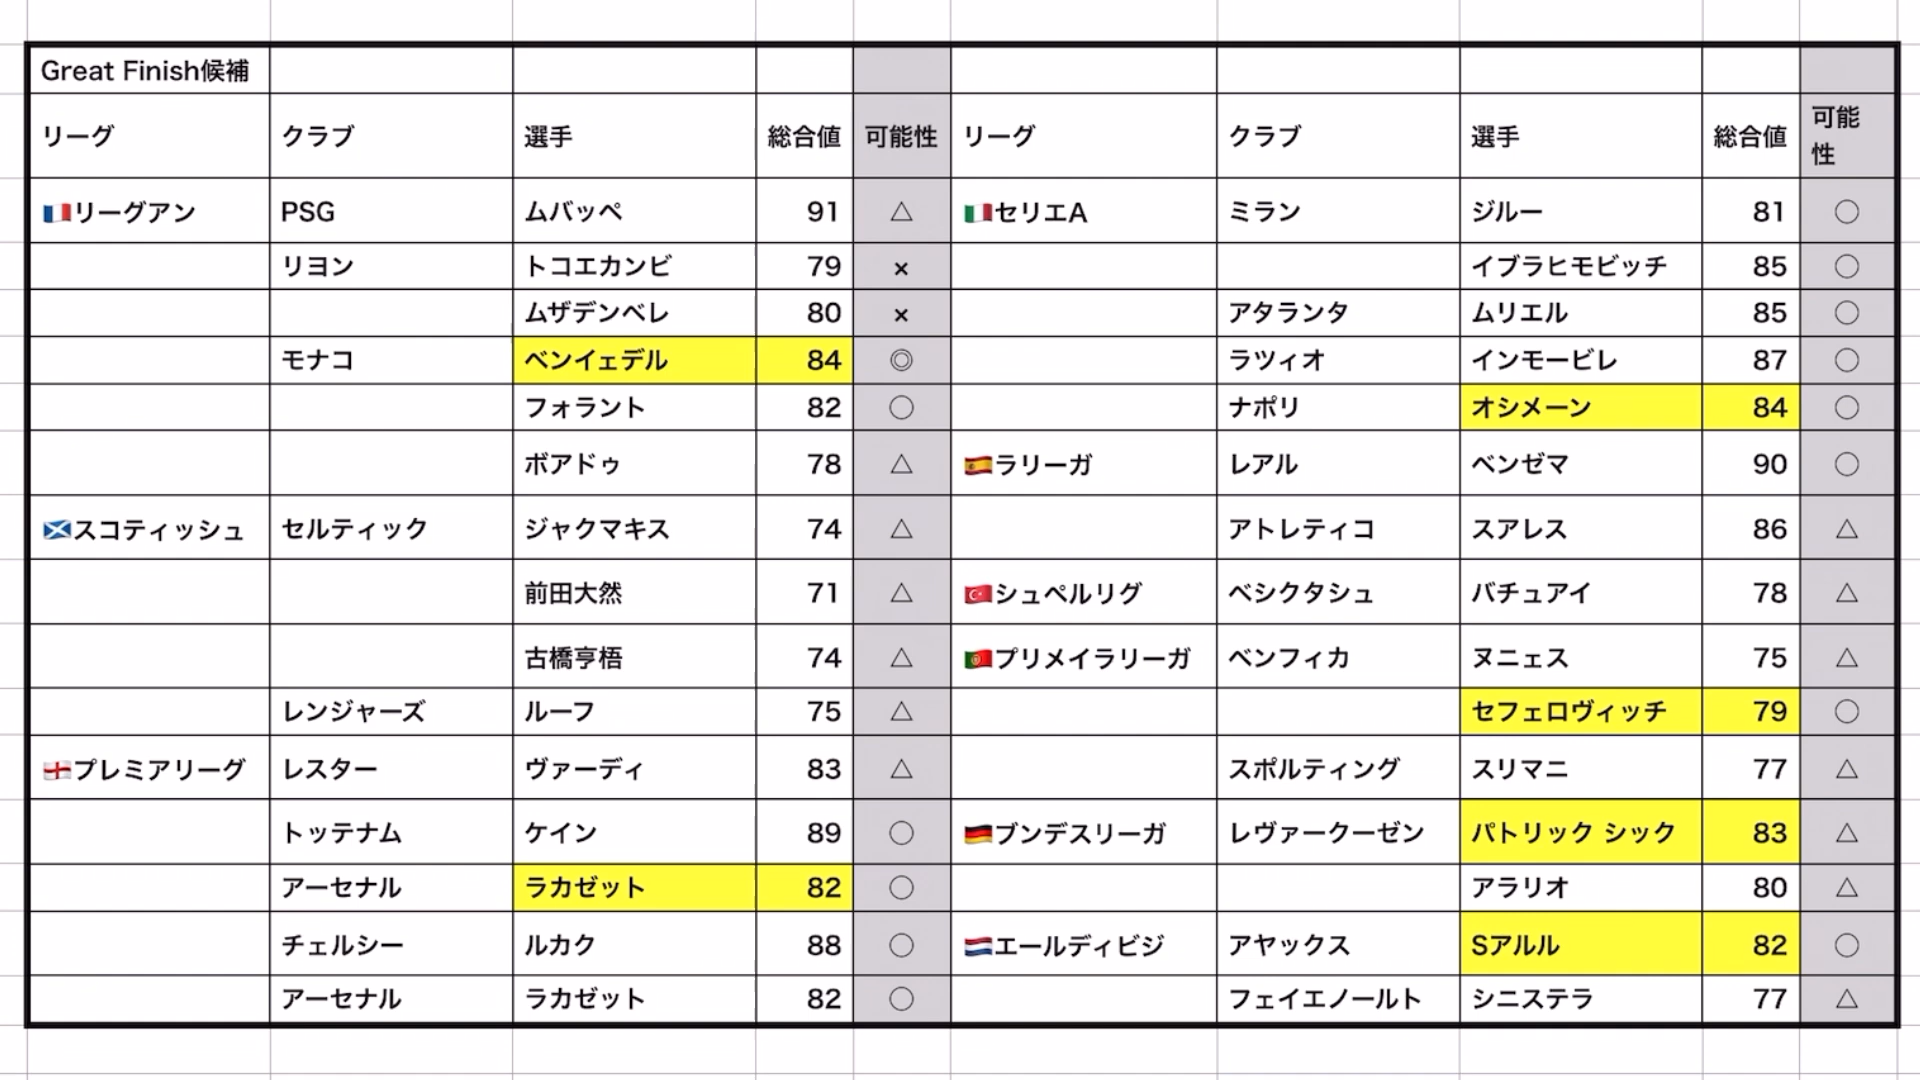 Great Finish候補
リーグ クラブ 選手 総合値 可能性 リーグ クラブ 選手 総合値 可能性
🇫🇷リーグアン PSG ムバッペ 91 △ 🇮🇹セリエA ミラン ジルー 81 ○
リヨン トコエカンビ 79 × イブラヒモビッチ 85 ○
ムザデンベレ 80 × アタランタ ムリエル 85 ○
モナコ ベンイェデル 84 ◎ ラツィオ インモービレ 87 ○
フォラント 82 ○ ナポリ オシメーン 84 ○
ボアドゥ 78 △ 🇪🇸ラリーガ レアル ベンゼマ 90 ○
🏴󠁧󠁢󠁳󠁣󠁴󠁿スコティッシュ セルティック ジャクマキス 74 △ アトレティコ スアレス 86 △
前田大然 71 △ 🇹🇷シュペルリグ ベシクタシュ バチュアイ 78 △
古橋亨梧 74 △ 🇵🇹プリメイラリーガ ベンフィカ ヌニェス 75 △
レンジャーズ ルーフ 75 △ セフェロヴィッチ 79 ○
🏴󠁧󠁢󠁥󠁮󠁧󠁿プレミアリーグ レスター ヴァーディ 83 △ スポルティング スリマニ 77 △
トッテナム ケイン 89 ○ 🇩🇪ブンデスリーガ レヴァークーゼン パトリック シック 83 △
アーセナル ラカゼット 82 ○ アラリオ 80 △
チェルシー ルカク 88 ○ 🇳🇱エールディビジ アヤックス Sアルル 82 ○
アーセナル ラカゼット 82 ○ フェイエノールト シニステラ 77 △